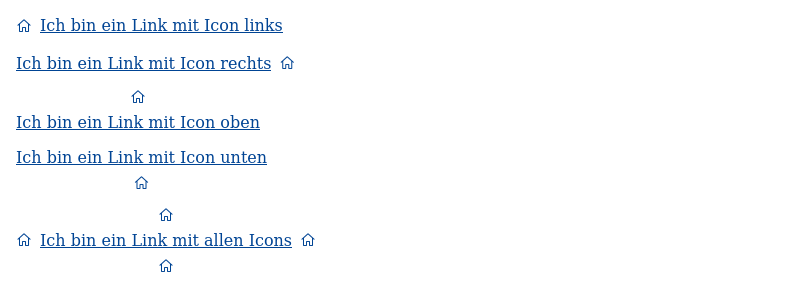 Ich bin ein Link mit Icon links
Ich bin ein Link mit Icon rechts
Ich bin ein Link mit Icon oben
Ich bin ein Link mit Icon unten
Ich bin ein Link mit allen Icons